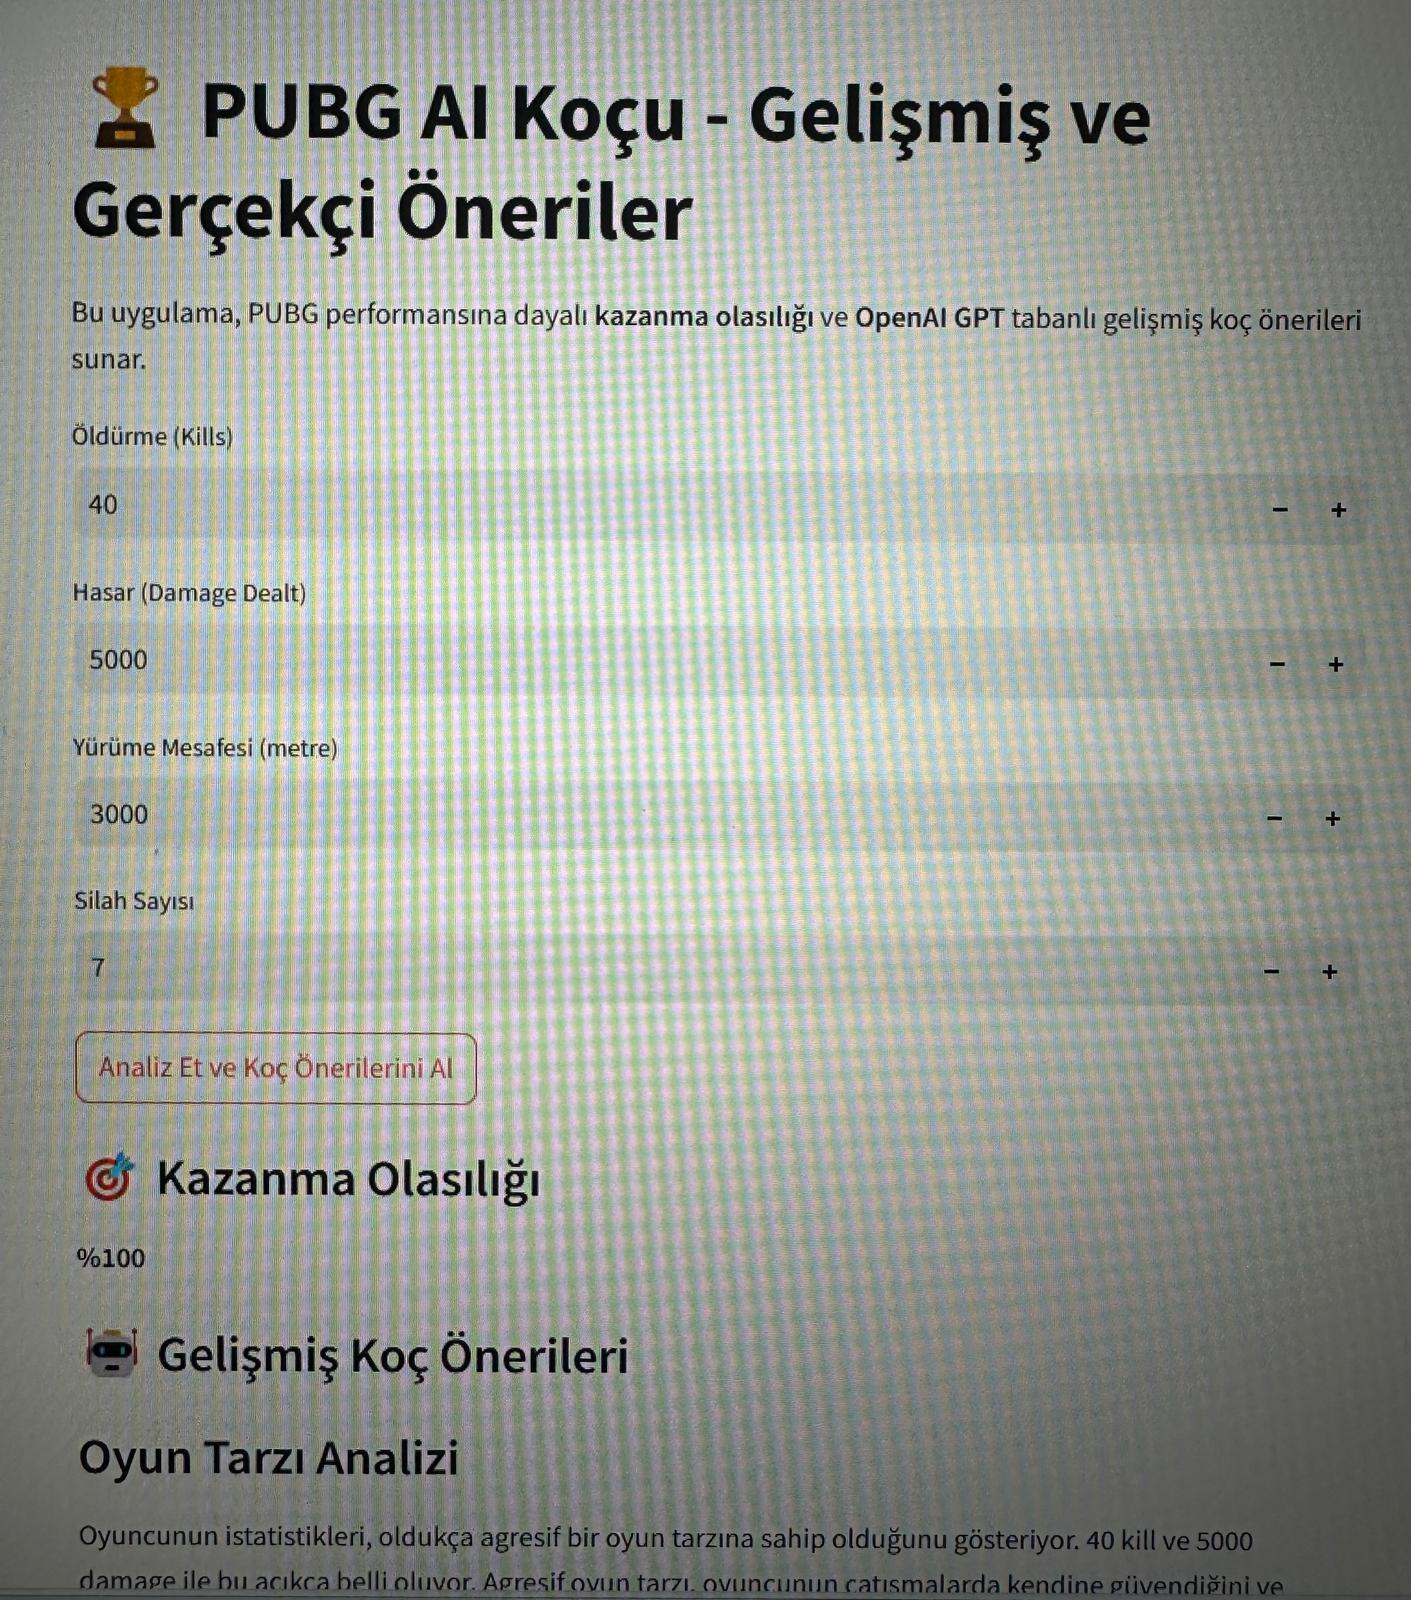 PUBG AI Koçu - Gelişmiş ve
Gerçekçi Öneriler
Bu uygulama, PUBG performansına dayalı kazanma olasılığı ve OpenAI GPT tabanlı gelişmiş koç önerileri
sunar.
Öldürme (Kills)
40
− +
Hasar (Damage Dealt)
5000
− +
Yürüme Mesafesi (metre)
3000
− +
Silah Sayısı
7
− +
Analiz Et ve Koç Önerilerini Al
Kazanma Olasılığı
%100
Gelişmiş Koç Önerileri
Oyun Tarzı Analizi
Oyuncunun istatistikleri, oldukça agresif bir oyun tarzına sahip olduğunu gösteriyor. 40 kill ve 5000
damage ile bu açıkça belli oluyor. Agresif oyun tarzı, oyuncunun çatışmalarda kendine güvendiğini ve